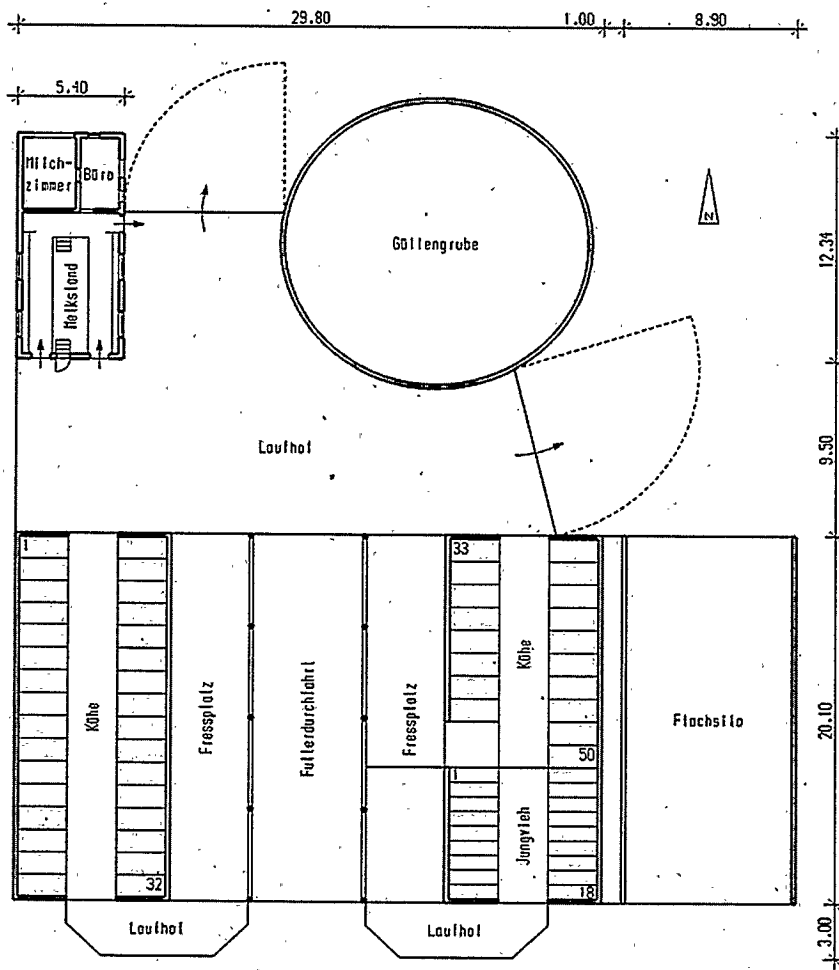 29.80
1.00
8.90
5.40
Milch-
zimmer
Büro
N
Göllengrube
12.34
Melkstand
Laufhof
9.50
1
33
Kühe
Fressplatz
Futterdurchfahrt
Fressplatz
Kühe
Flachsilo
20.10
50
1
Jungvieh
32
18
Laufhof
Laufhof
3.00